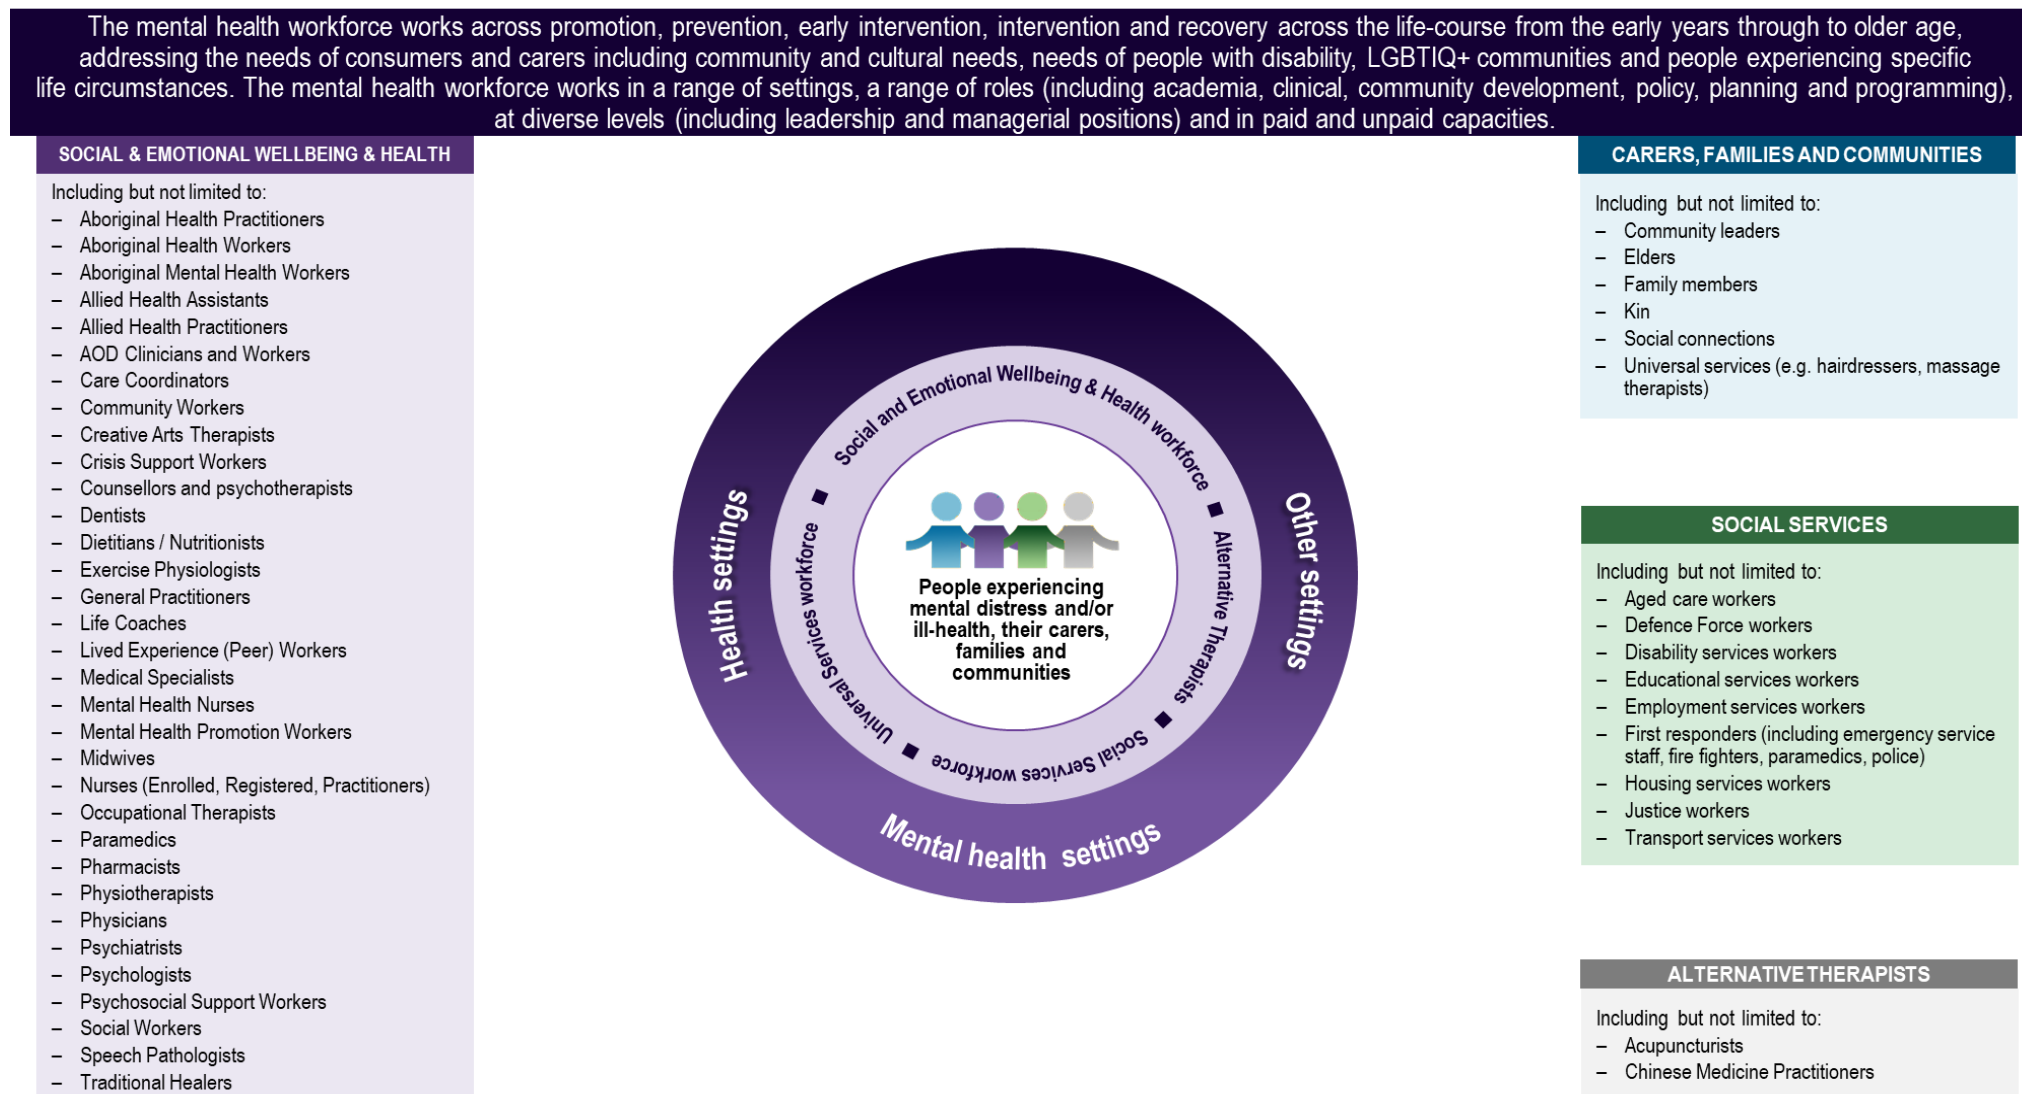 The mental health workforce works across promotion, prevention, early intervention, intervention and recovery across the life-course from the early years through to older age,
addressing the needs of consumers and carers including community and cultural needs, needs of people with disability, LGBTIQ+ communities and people experiencing specific
life circumstances. The mental health workforce works in a range of settings, a range of roles (including academia, clinical, community development, policy, planning and programming),
at diverse levels (including leadership and managerial positions) and in paid and unpaid capacities.
SOCIAL & EMOTIONAL WELLBEING & HEALTH
Including but not limited to:
– Aboriginal Health Practitioners
– Aboriginal Health Workers
– Aboriginal Mental Health Workers
– Allied Health Assistants
– Allied Health Practitioners
– AOD Clinicians and Workers
– Care Coordinators
– Community Workers
– Creative Arts Therapists
– Crisis Support Workers
– Counsellors and psychotherapists
– Dentists
– Dietitians / Nutritionists
– Exercise Physiologists
– General Practitioners
– Life Coaches
– Lived Experience (Peer) Workers
– Medical Specialists
– Mental Health Nurses
– Mental Health Promotion Workers
– Midwives
– Nurses (Enrolled, Registered, Practitioners)
– Occupational Therapists
– Paramedics
– Pharmacists
– Physiotherapists
– Physicians
– Psychiatrists
– Psychologists
– Psychosocial Support Workers
– Social Workers
– Speech Pathologists
– Traditional Healers
Health settings
Other settings
Mental health settings
Social and Emotional Wellbeing & Health workforce
Alternative Therapists
Social Services workforce
Universal Services workforce
People experiencing
mental distress and/or
ill-health, their carers,
families and
communities
CARERS, FAMILIES AND COMMUNITIES
Including but not limited to:
– Community leaders
– Elders
– Family members
– Kin
– Social connections
– Universal services (e.g. hairdressers, massage
therapists)
SOCIAL SERVICES
Including but not limited to:
– Aged care workers
– Defence Force workers
– Disability services workers
– Educational services workers
– Employment services workers
– First responders (including emergency service
staff, fire fighters, paramedics, police)
– Housing services workers
– Justice workers
– Transport services workers
ALTERNATIVE THERAPISTS
Including but not limited to:
– Acupuncturists
– Chinese Medicine Practitioners